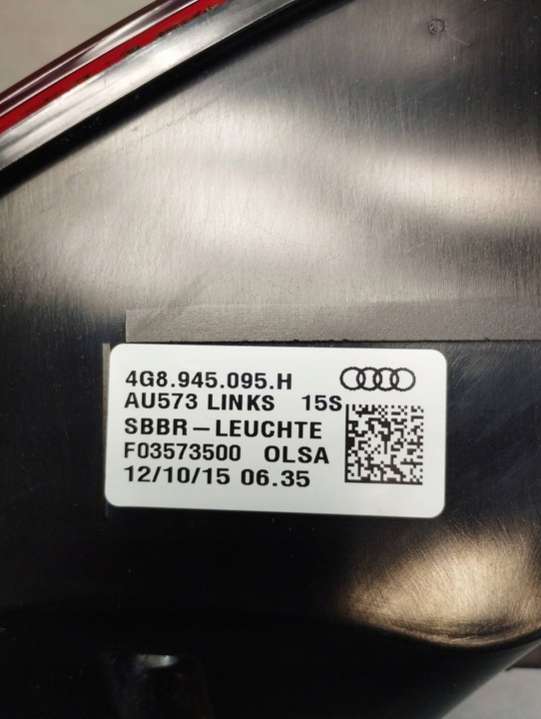 4G8.945.095.H
AU573 LINKS 15S
SBBR-LEUCHTE
F03573500 OLSA
12/10/15 06.35